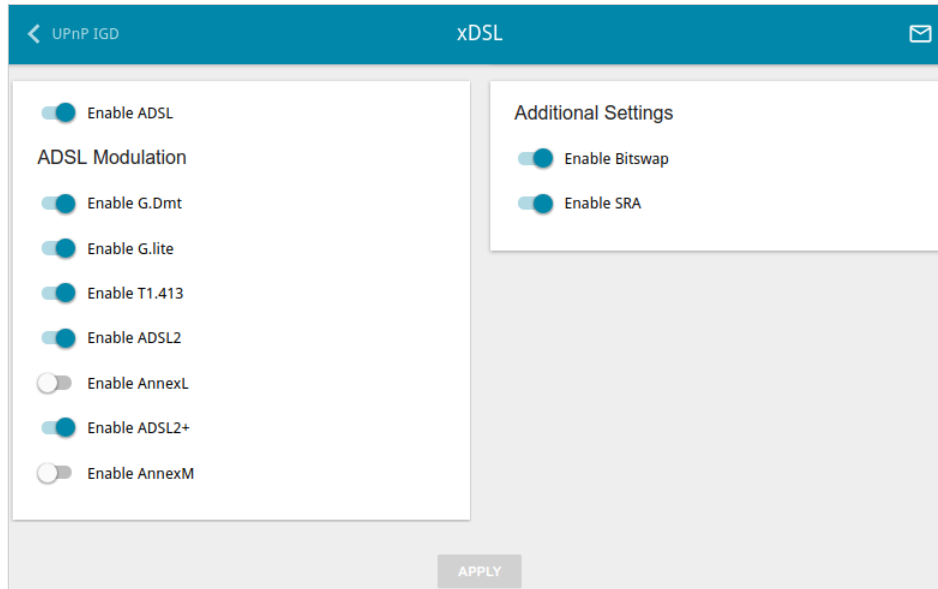 UPnP IGD
xDSL
Enable ADSL
ADSL Modulation
Enable G.Dmt
Enable G.lite
Enable T1.413
Enable ADSL2
Enable AnnexL
Enable ADSL2+
Enable AnnexM
Additional Settings
Enable Bitswap
Enable SRA
APPLY